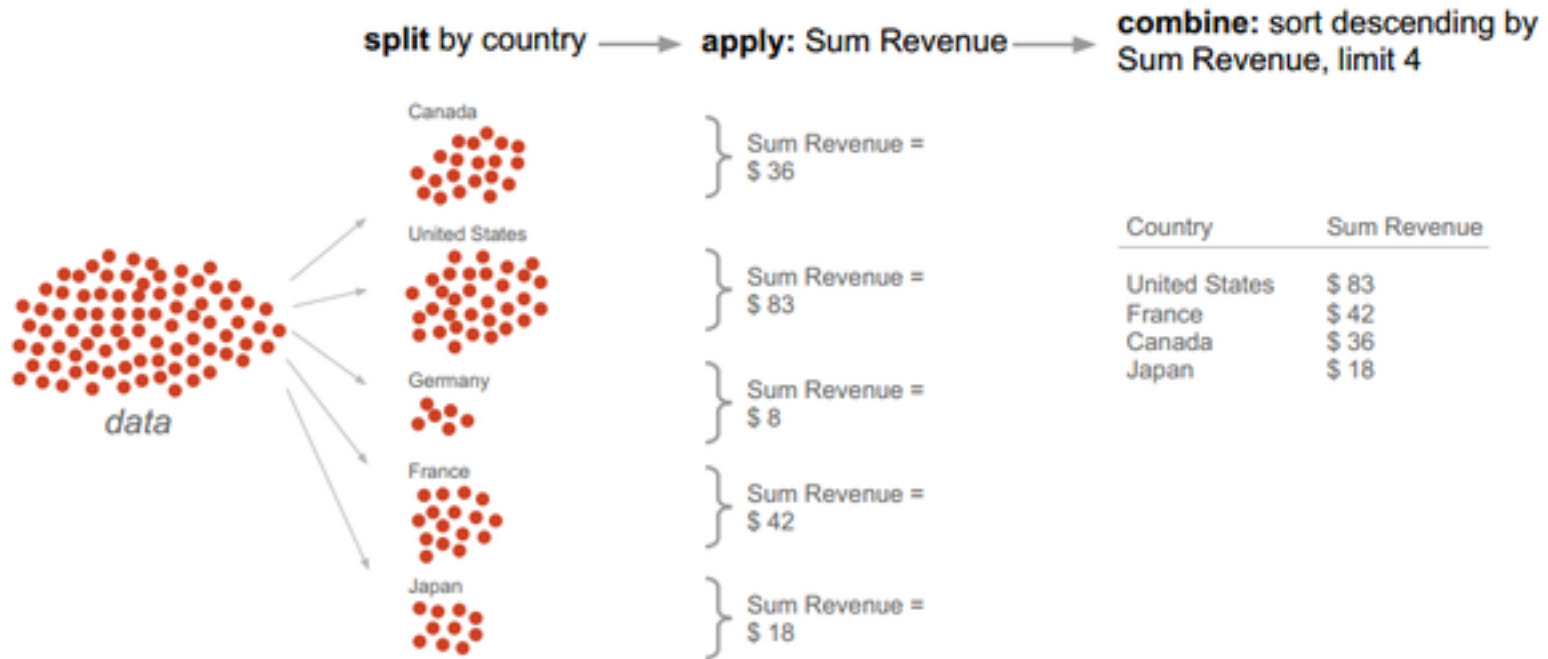 split by country
apply: Sum Revenue
combine: sort descending by
Sum Revenue, limit 4
data
Canada
Sum Revenue =
$ 36
United States
Sum Revenue =
$ 83
Germany
Sum Revenue =
$ 8
France
Sum Revenue =
$ 42
Japan
Sum Revenue =
$ 18
Country Sum Revenue
United States $ 83
France $ 42
Canada $ 36
Japan $ 18